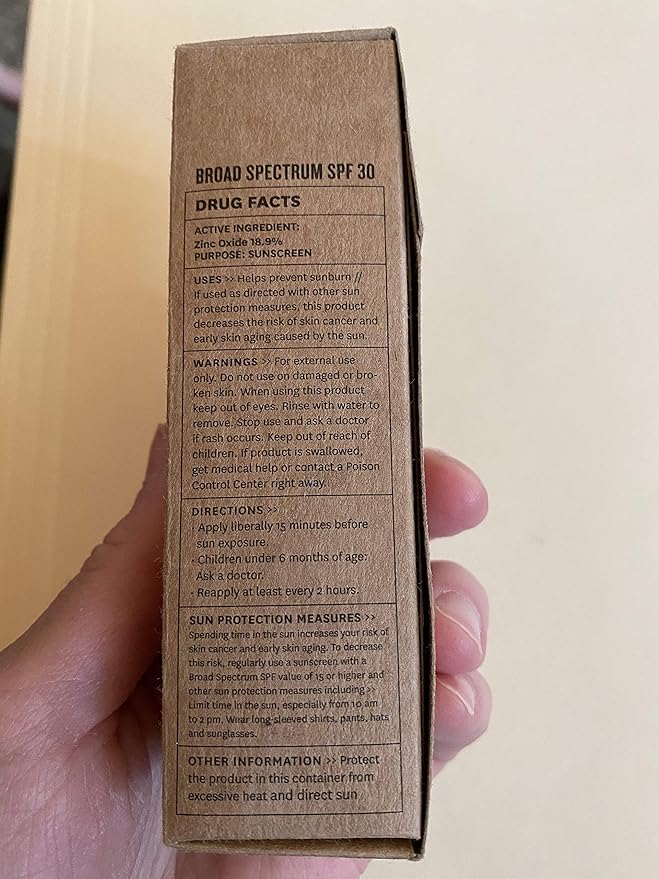 BROAD SPECTRUM SPF 30
DRUG FACTS
ACTIVE INGREDIENT:
Zinc Oxide 18.9%
PURPOSE: SUNSCREEN
USES >> Helps prevent sunburn //
If used as directed with other sun
protection measures, this product
decreases the risk of skin cancer and
early skin aging caused by the sun.
WARNINGS >> For external use
only. Do not use on damaged or bro-
ken skin. When using this product
keep out of eyes. Rinse with water to
remove. Stop use and ask a doctor
if rash occurs. Keep out of reach of
children. If product is swallowed,
get medical help or contact a Poison
Control Center right away.
DIRECTIONS >>
· Apply liberally 15 minutes before
sun exposure.
· Children under 6 months of age:
Ask a doctor.
· Reapply at least every 2 hours.
SUN PROTECTION MEASURES >>
Spending time in the sun increases your risk of
skin cancer and early skin aging. To decrease
this risk, regularly use a sunscreen with a
Broad Spectrum SPF value of 15 or higher and
other sun protection measures including >>
Limit time in the sun, especially from 10 am
to 2 pm. Wear long-sleeved shirts, pants, hats
and sunglasses.
OTHER INFORMATION >> Protect
the product in this container from
excessive heat and direct sun